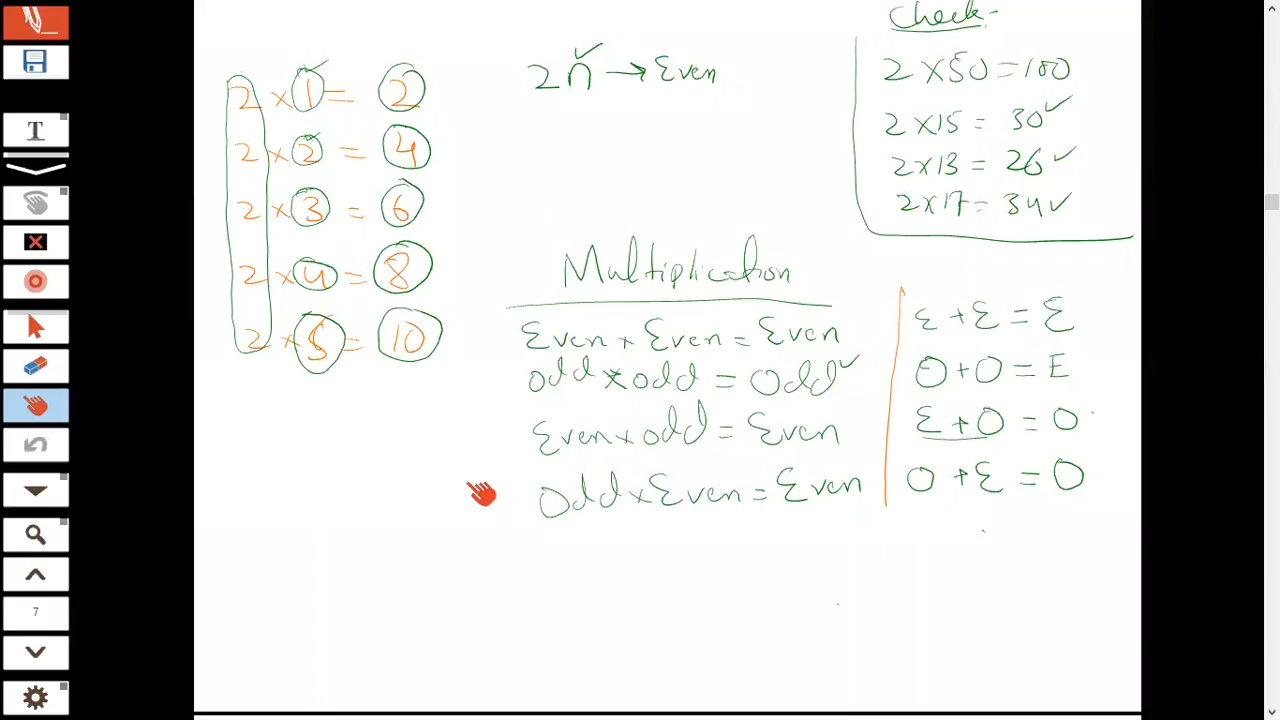 2 × 1 = 2
2 × 2 = 4
2 × 3 = 6
2 × 4 = 8
2 × 5 = 10
2n → Even
Check:-
2 × 50 = 100
2 × 15 = 30
2 × 13 = 26
2 × 17 = 34
Multiplication
Even × Even = Even
odd × odd = Odd
Even × odd = Even
Odd × Even = Even
E + E = E
O + O = E
E + O = O
O + E = O
T
7